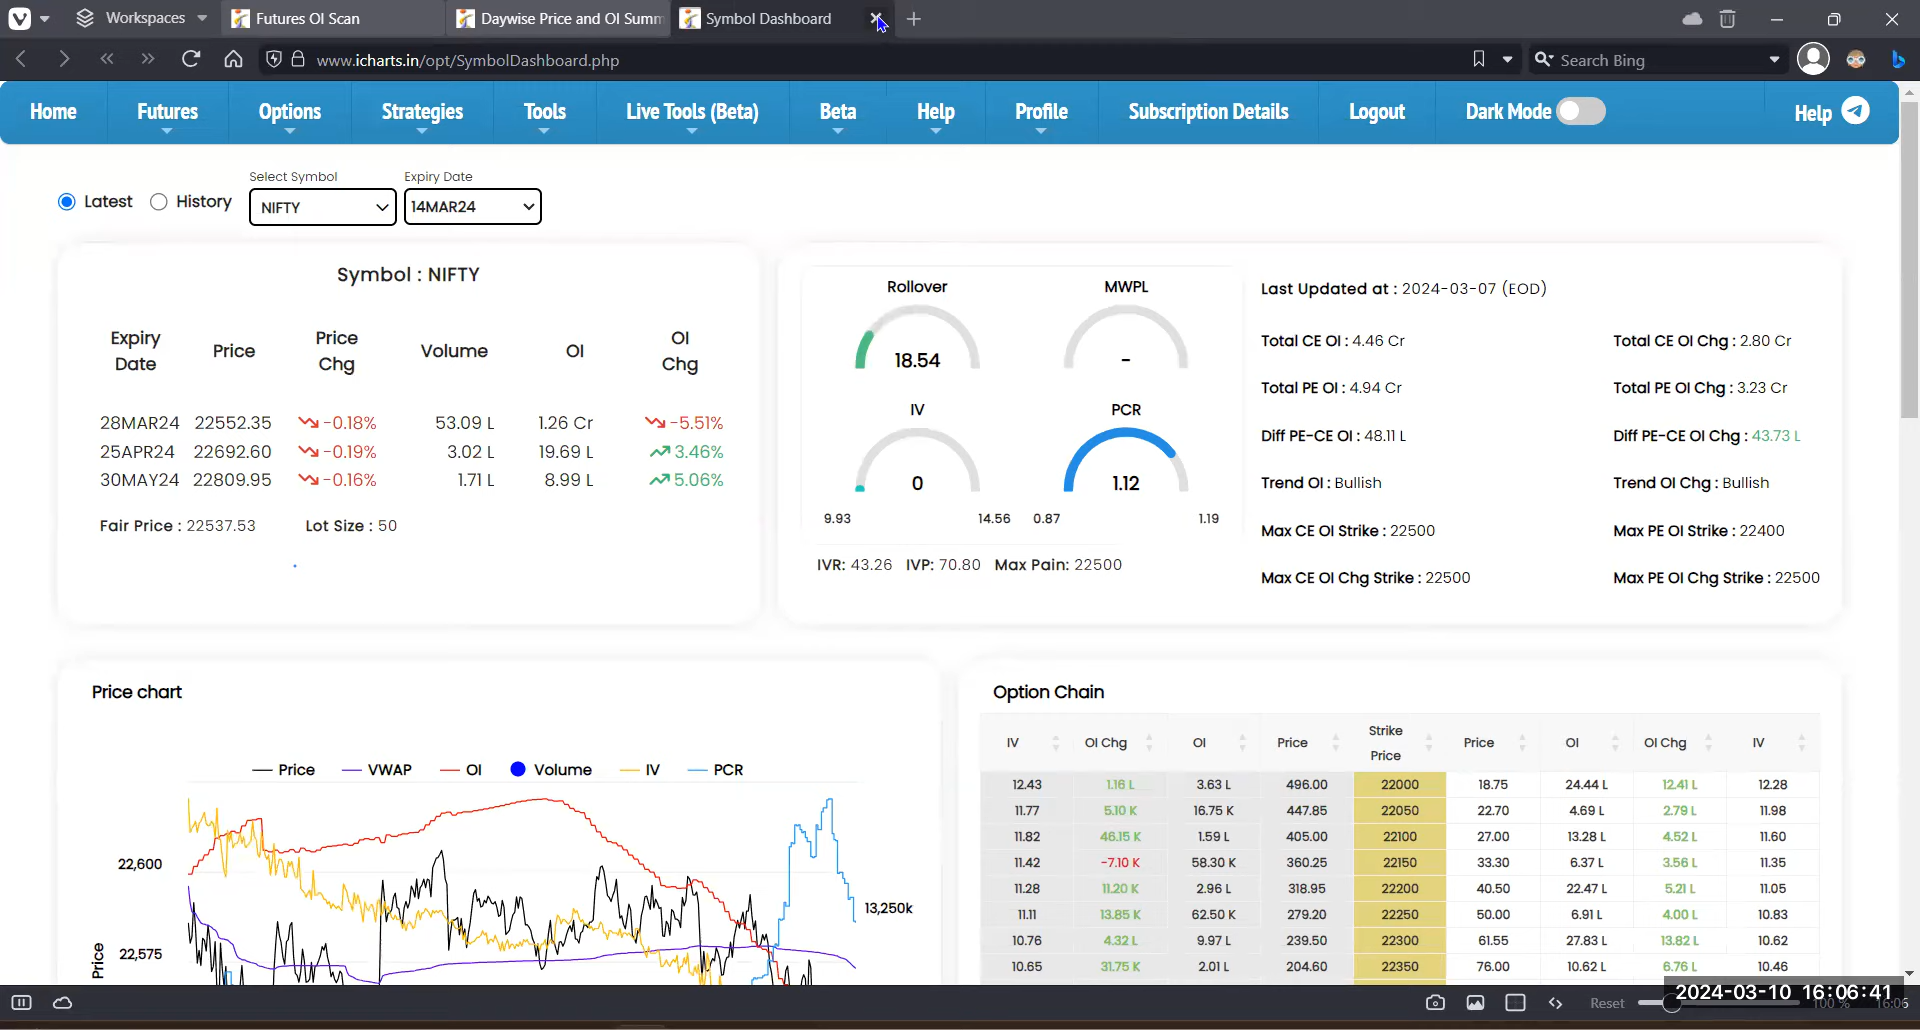 Workspaces
Futures OI Scan
Daywise Price and OI Summ
Symbol Dashboard
www.icharts.in/opt/SymbolDashboard.php
Search Bing
Home Futures Options Strategies Tools Live Tools (Beta) Beta Help Profile Subscription Details Logout Dark Mode Help
Select Symbol Expiry Date
Latest History NIFTY 14MAR24
Symbol : NIFTY
Expiry Date Price Price Chg Volume OI OI Chg
28MAR24 22552.35 -0.18% 53.09 L 1.26 Cr -5.51%
25APR24 22692.60 -0.19% 3.02 L 19.69 L 3.46%
30MAY24 22809.95 -0.16% 1.71 L 8.99 L 5.06%
Fair Price : 22537.53 Lot Size : 50
Rollover MWPL
18.54 -
IV PCR
0 1.12
9.93 14.56 0.87 1.19
IVR: 43.26 IVP: 70.80 Max Pain: 22500
Last Updated at : 2024-03-07 (EOD)
Total CE OI : 4.46 Cr Total CE OI Chg : 2.80 Cr
Total PE OI : 4.94 Cr Total PE OI Chg : 3.23 Cr
Diff PE-CE OI : 48.11 L Diff PE-CE OI Chg : 43.73 L
Trend OI : Bullish Trend OI Chg : Bullish
Max CE OI Strike : 22500 Max PE OI Strike : 22400
Max CE OI Chg Strike : 22500 Max PE OI Chg Strike : 22500
Price chart
Price VWAP OI Volume IV PCR
22,600
13,250k
22,575
Price
Option Chain
IV OI Chg OI Price Strike Price Price OI OI Chg IV
12.43 1.16 L 3.63 L 496.00 22000 18.75 24.44 L 12.41 L 12.28
11.77 5.10 K 16.75 K 447.85 22050 22.70 4.69 L 2.79 L 11.98
11.82 46.15 K 1.59 L 405.00 22100 27.00 13.28 L 4.52 L 11.60
11.42 -7.10 K 58.30 K 360.25 22150 33.30 6.37 L 3.56 L 11.35
11.28 11.20 K 2.96 L 318.95 22200 40.50 22.47 L 5.21 L 11.05
11.11 13.85 K 62.50 K 279.20 22250 50.00 6.91 L 4.00 L 10.83
10.76 4.32 L 9.97 L 239.50 22300 61.55 27.83 L 13.82 L 10.62
10.65 31.75 K 2.01 L 204.60 22350 76.00 10.62 L 6.76 L 10.46
2024-03-10 16:06:41
Reset 100 % 16:06